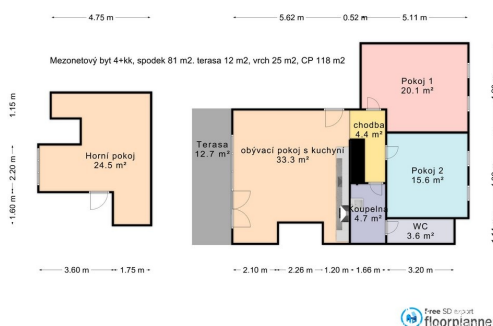 4.75 m
5.62 m
0.52 m
5.11 m
Mezonetový byt 4+kk, spodek 81 m2. terasa 12 m2, vrch 25 m2, CP 118 m2
Pokoj 1
20.1 m²
1.15 m
chodba
4.4 m²
Terasa
12.7 m²
obývací pokoj s kuchyní
33.3 m²
Horní pokoj
24.5 m²
2.20 m
Pokoj 2
15.6 m²
1.60 m
Koupelna
4.7 m²
WC
3.6 m²
3.60 m
1.75 m
2.10 m
2.26 m
1.20 m
1.66 m
3.20 m
floorplanne